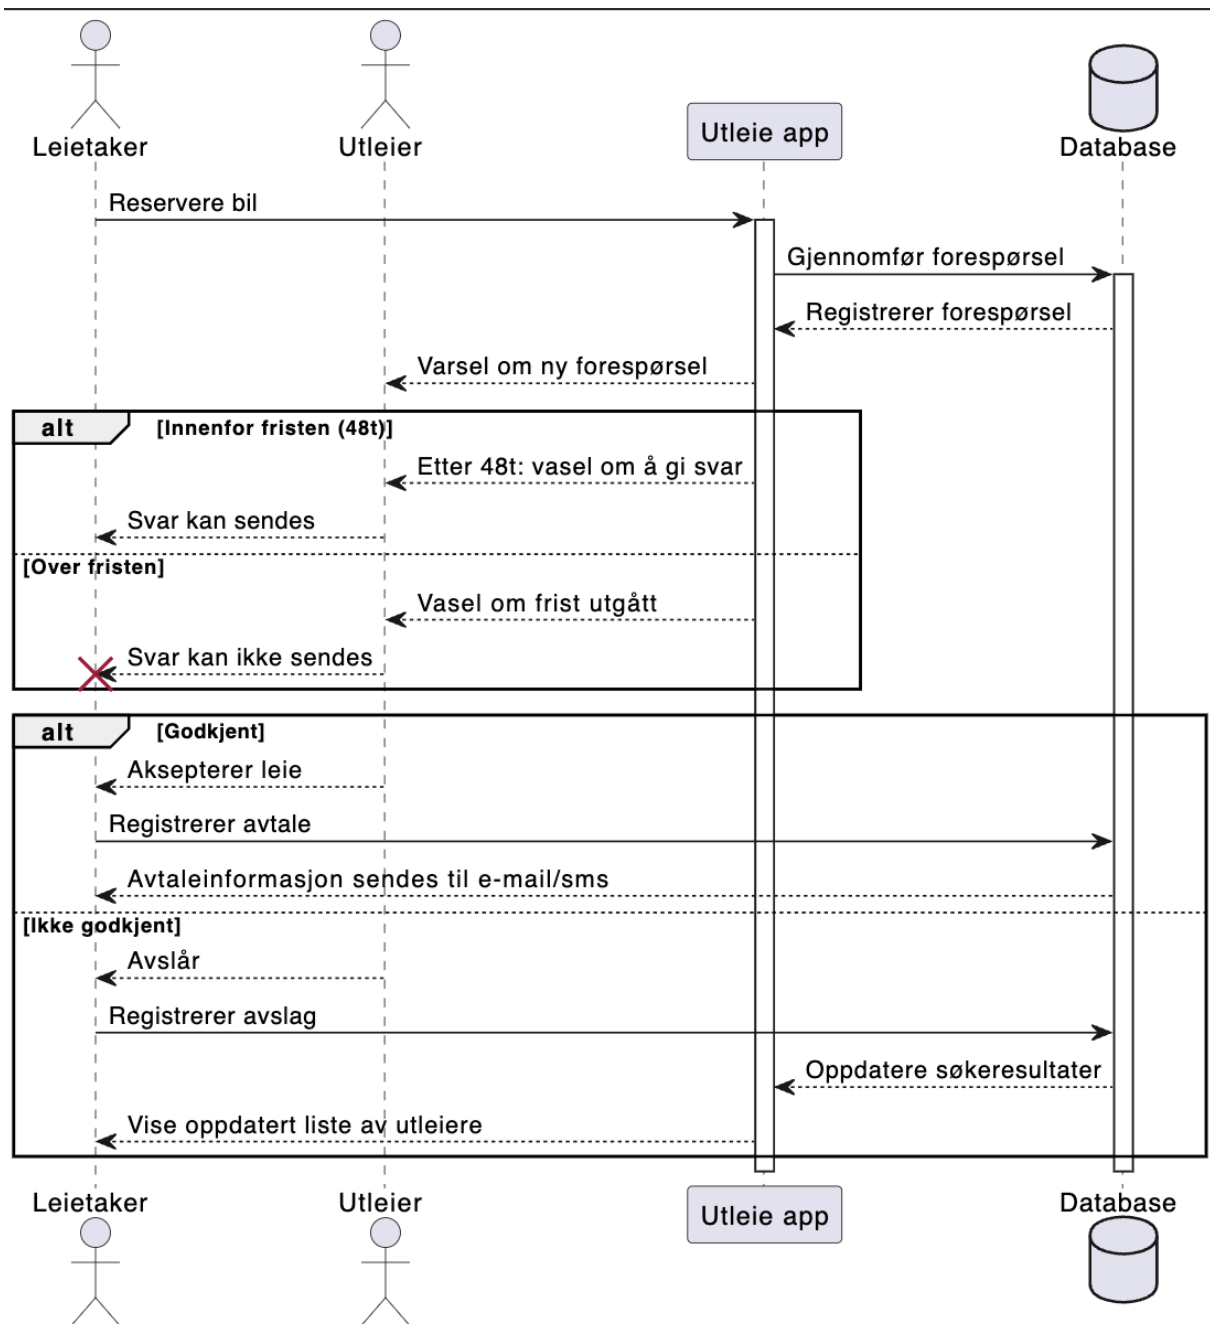 Leietaker
Utleier
Utleie app
Database
Reservere bil
Gjennomfør forespørsel
Registrerer forespørsel
Varsel om ny forespørsel
alt [Innenfor fristen (48t)]
Etter 48t: vasel om å gi svar
Svar kan sendes
[Over fristen]
Vasel om frist utgått
Svar kan ikke sendes
alt [Godkjent]
Aksepterer leie
Registrerer avtale
Avtaleinformasjon sendes til e-mail/sms
[Ikke godkjent]
Avslår
Registrerer avslag
Oppdatere søkeresultater
Vise oppdatert liste av utleiere
Leietaker
Utleier
Utleie app
Database